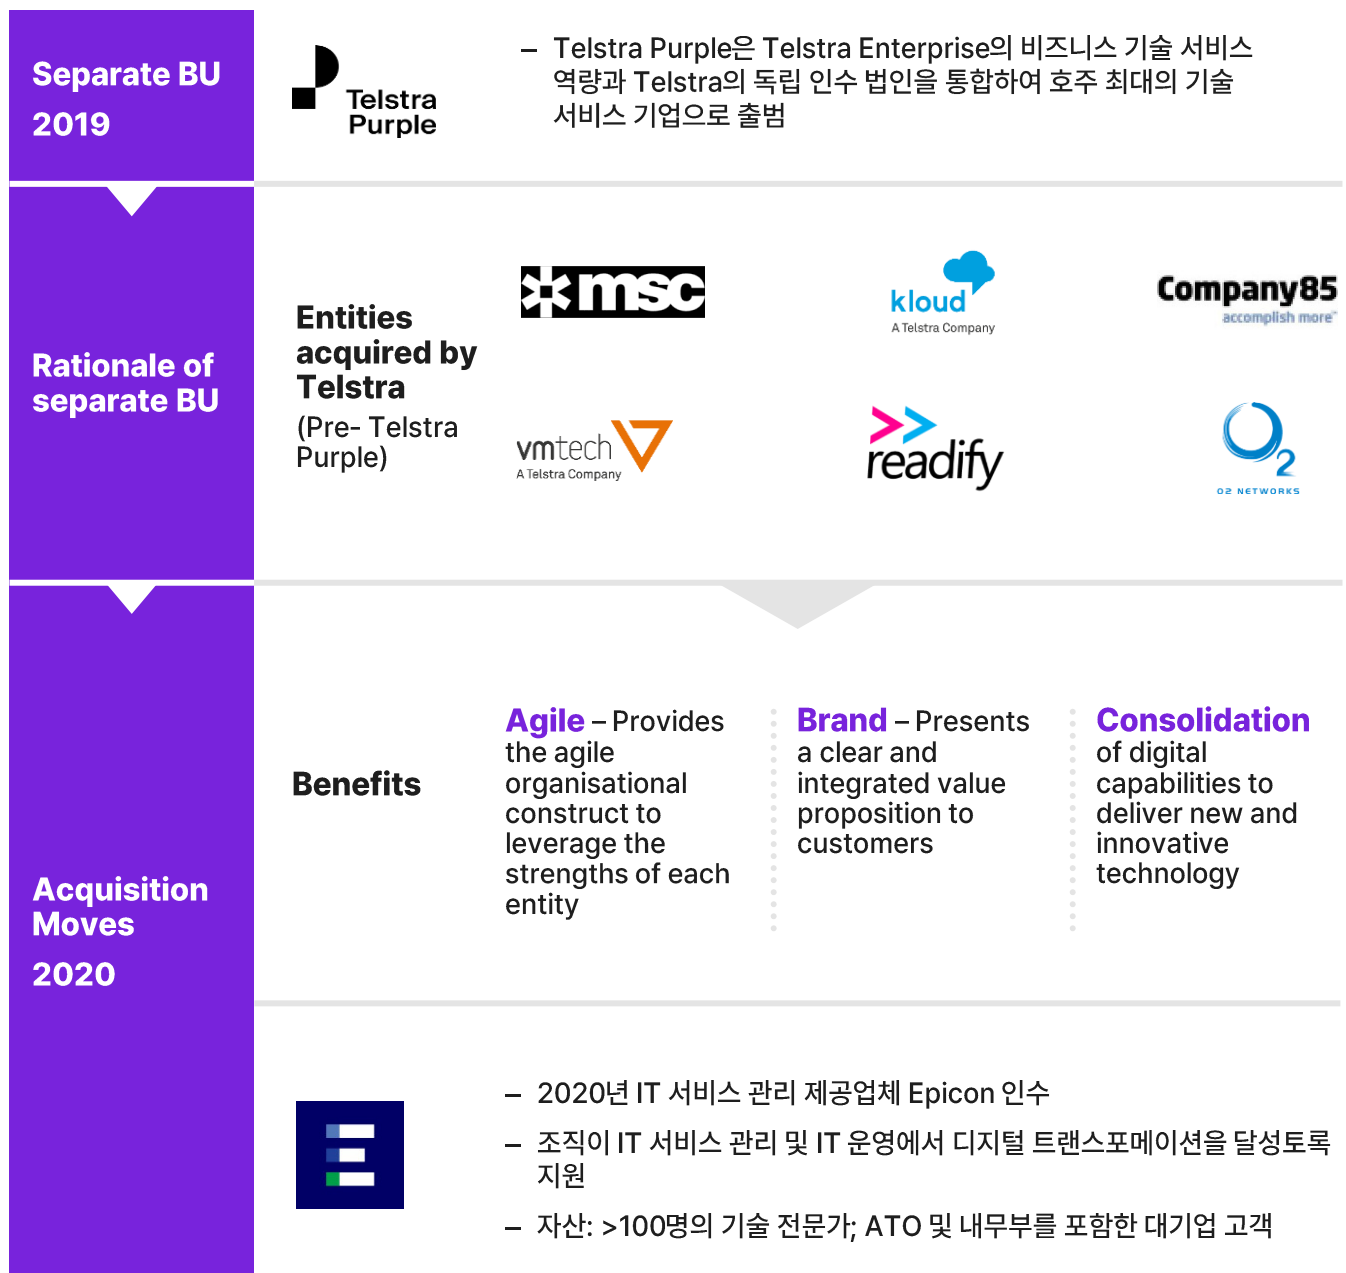 Separate BU
2019
Telstra
Purple
– Telstra Purple은 Telstra Enterprise의 비즈니스 기술 서비스
역량과 Telstra의 독립 인수 법인을 통합하여 호주 최대의 기술
서비스 기업으로 출범
Rationale of
separate BU
Entities
acquired by
Telstra
(Pre- Telstra
Purple)
msc
kloud
A Telstra Company
Company85
accomplish more™
vmtech
A Telstra Company
readify
O2
O2 NETWORKS
Acquisition
Moves
2020
Benefits
Agile – Provides
the agile
organisational
construct to
leverage the
strengths of each
entity
Brand – Presents
a clear and
integrated value
proposition to
customers
Consolidation
of digital
capabilities to
deliver new and
innovative
technology
E
– 2020년 IT 서비스 관리 제공업체 Epicon 인수
– 조직이 IT 서비스 관리 및 IT 운영에서 디지털 트랜스포메이션을 달성토록
지원
– 자산: >100명의 기술 전문가; ATO 및 내무부를 포함한 대기업 고객